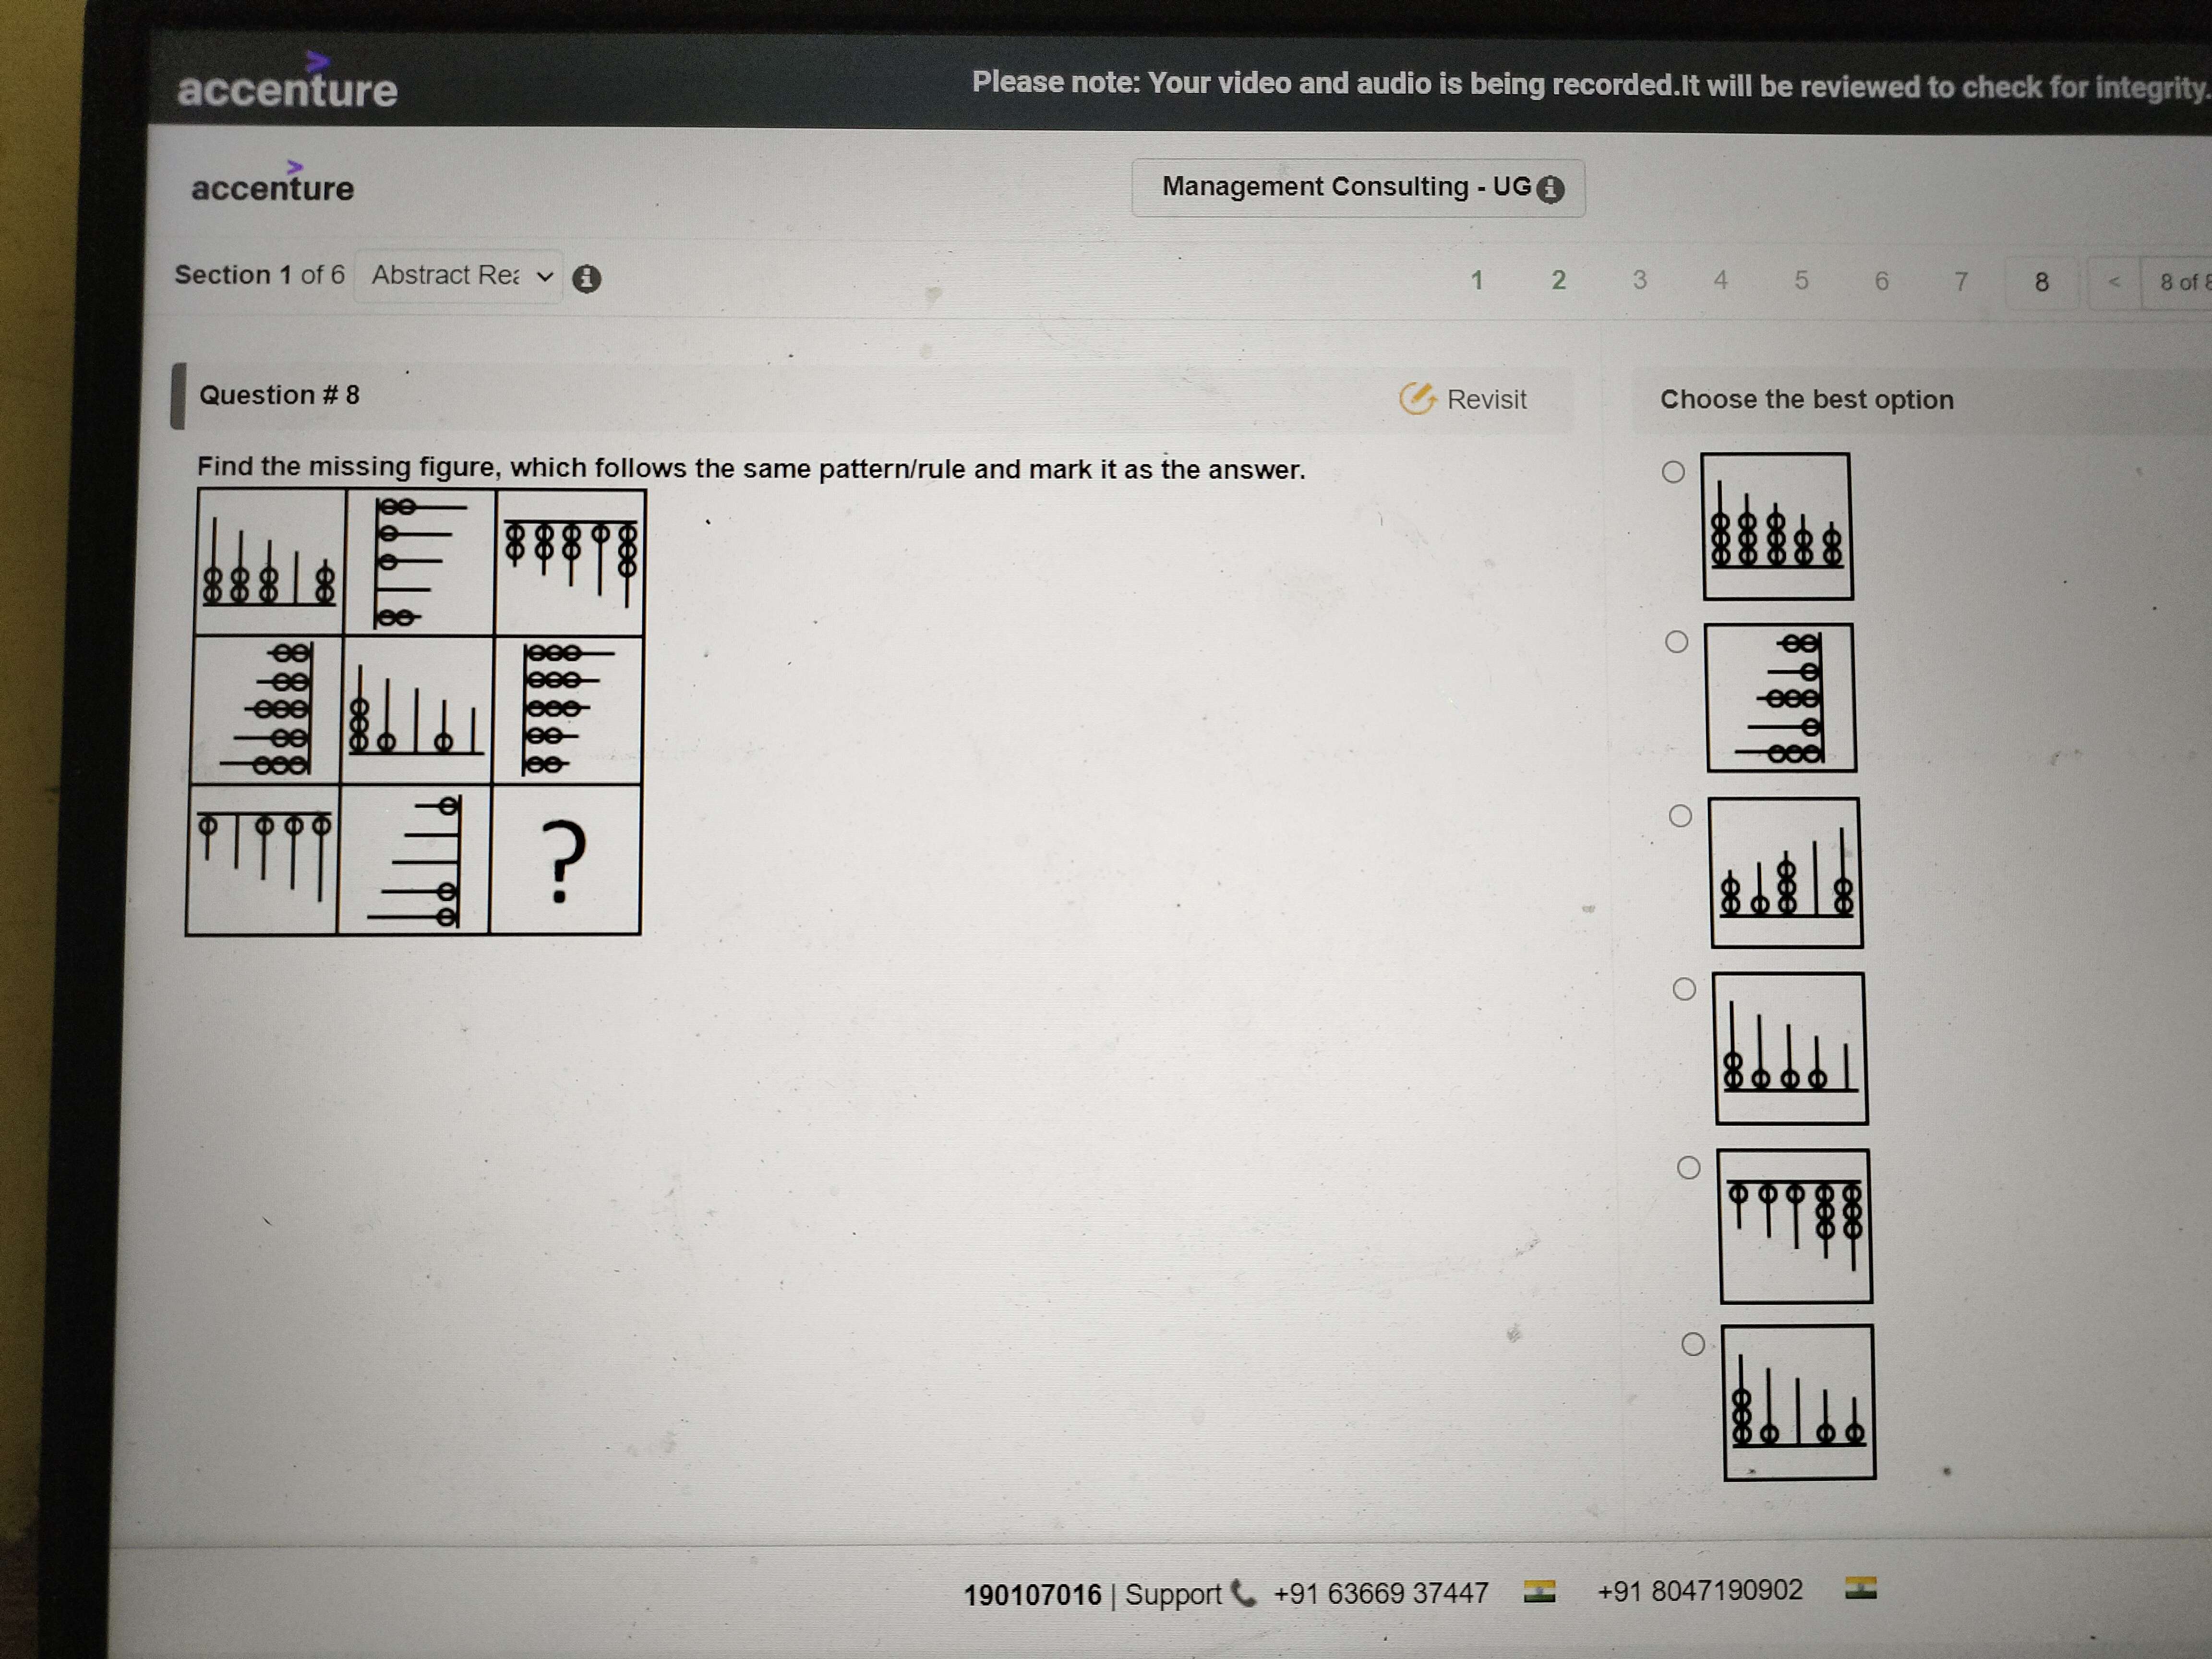 accenture
Please note: Your video and audio is being recorded.It will be reviewed to check for integrity.
accenture
Management Consulting - UG
Section 1 of 6
Abstract Rea
1 2 3 4 5 6 7 8 < 8 of 8
Question # 8
Revisit
Choose the best option
Find the missing figure, which follows the same pattern/rule and mark it as the answer.
?
190107016 | Support +91 63669 37447 +91 8047190902